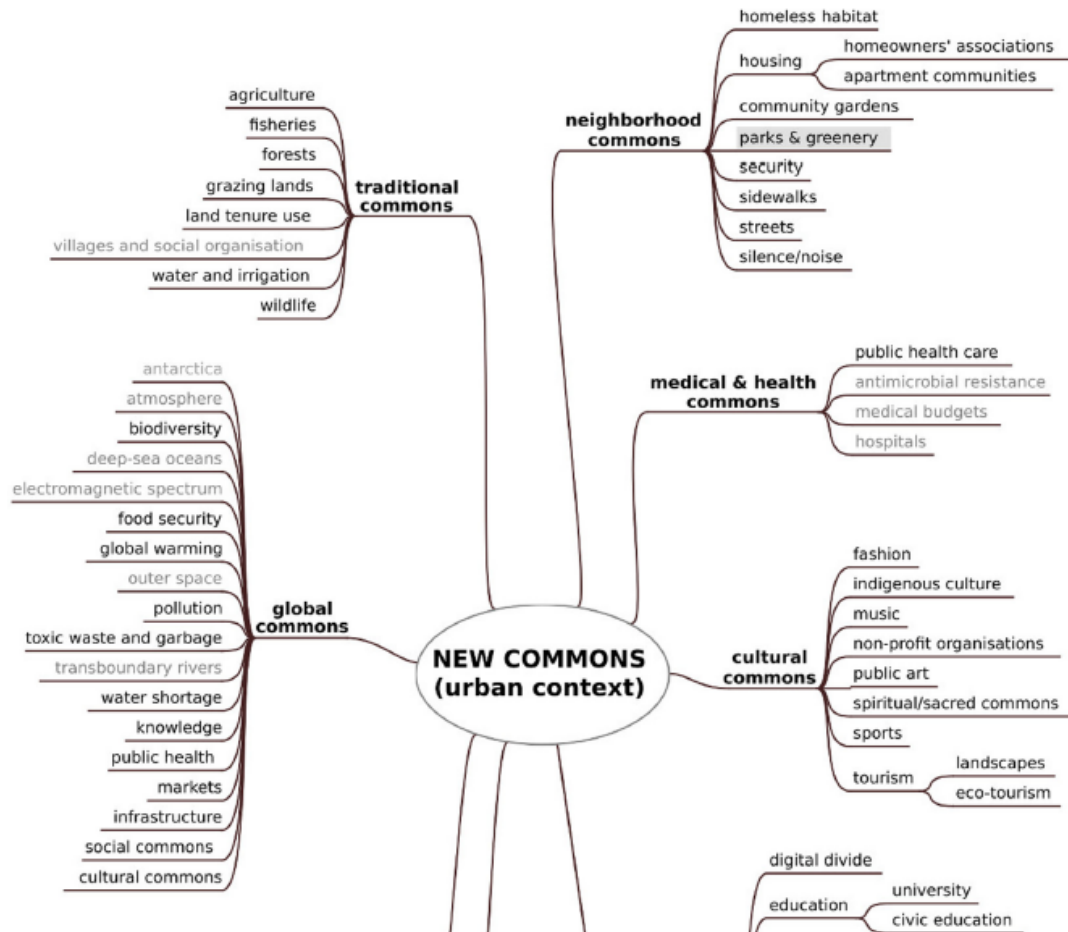 agriculture
fisheries
forests
grazing lands
land tenure use
villages and social organisation
water and irrigation
wildlife
traditional
commons
homeless habitat
housing
homeowners' associations
apartment communities
community gardens
parks & greenery
security
sidewalks
streets
silence/noise
neighborhood
commons
public health care
antimicrobial resistance
medical budgets
hospitals
medical & health
commons
antarctica
atmosphere
biodiversity
deep-sea oceans
electromagnetic spectrum
food security
global warming
outer space
pollution
toxic waste and garbage
transboundary rivers
water shortage
knowledge
public health
markets
infrastructure
social commons
cultural commons
global
commons
NEW COMMONS
(urban context)
cultural
commons
fashion
indigenous culture
music
non-profit organisations
public art
spiritual/sacred commons
sports
tourism
landscapes
eco-tourism
digital divide
education
university
civic education